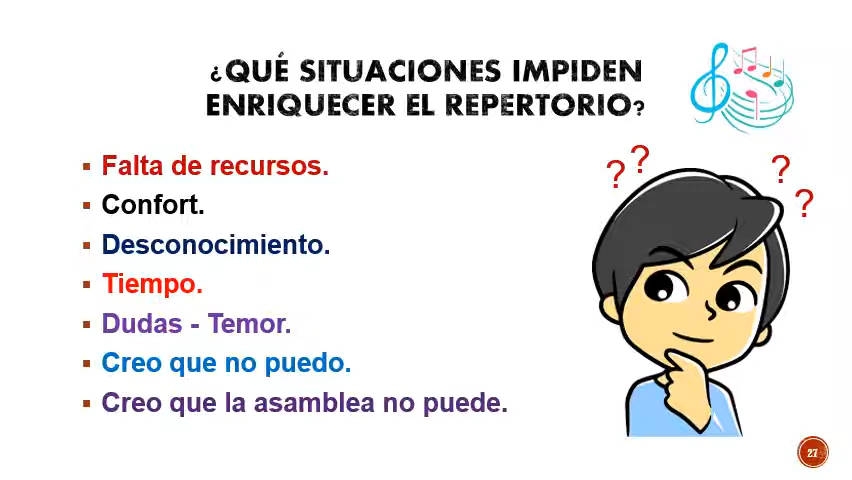 ¿QUÉ SITUACIONES IMPIDEN
ENRIQUECER EL REPERTORIO?
▪ Falta de recursos.
▪ Confort.
▪ Desconocimiento.
▪ Tiempo.
▪ Dudas - Temor.
▪ Creo que no puedo.
▪ Creo que la asamblea no puede.
? ? ? ?
27